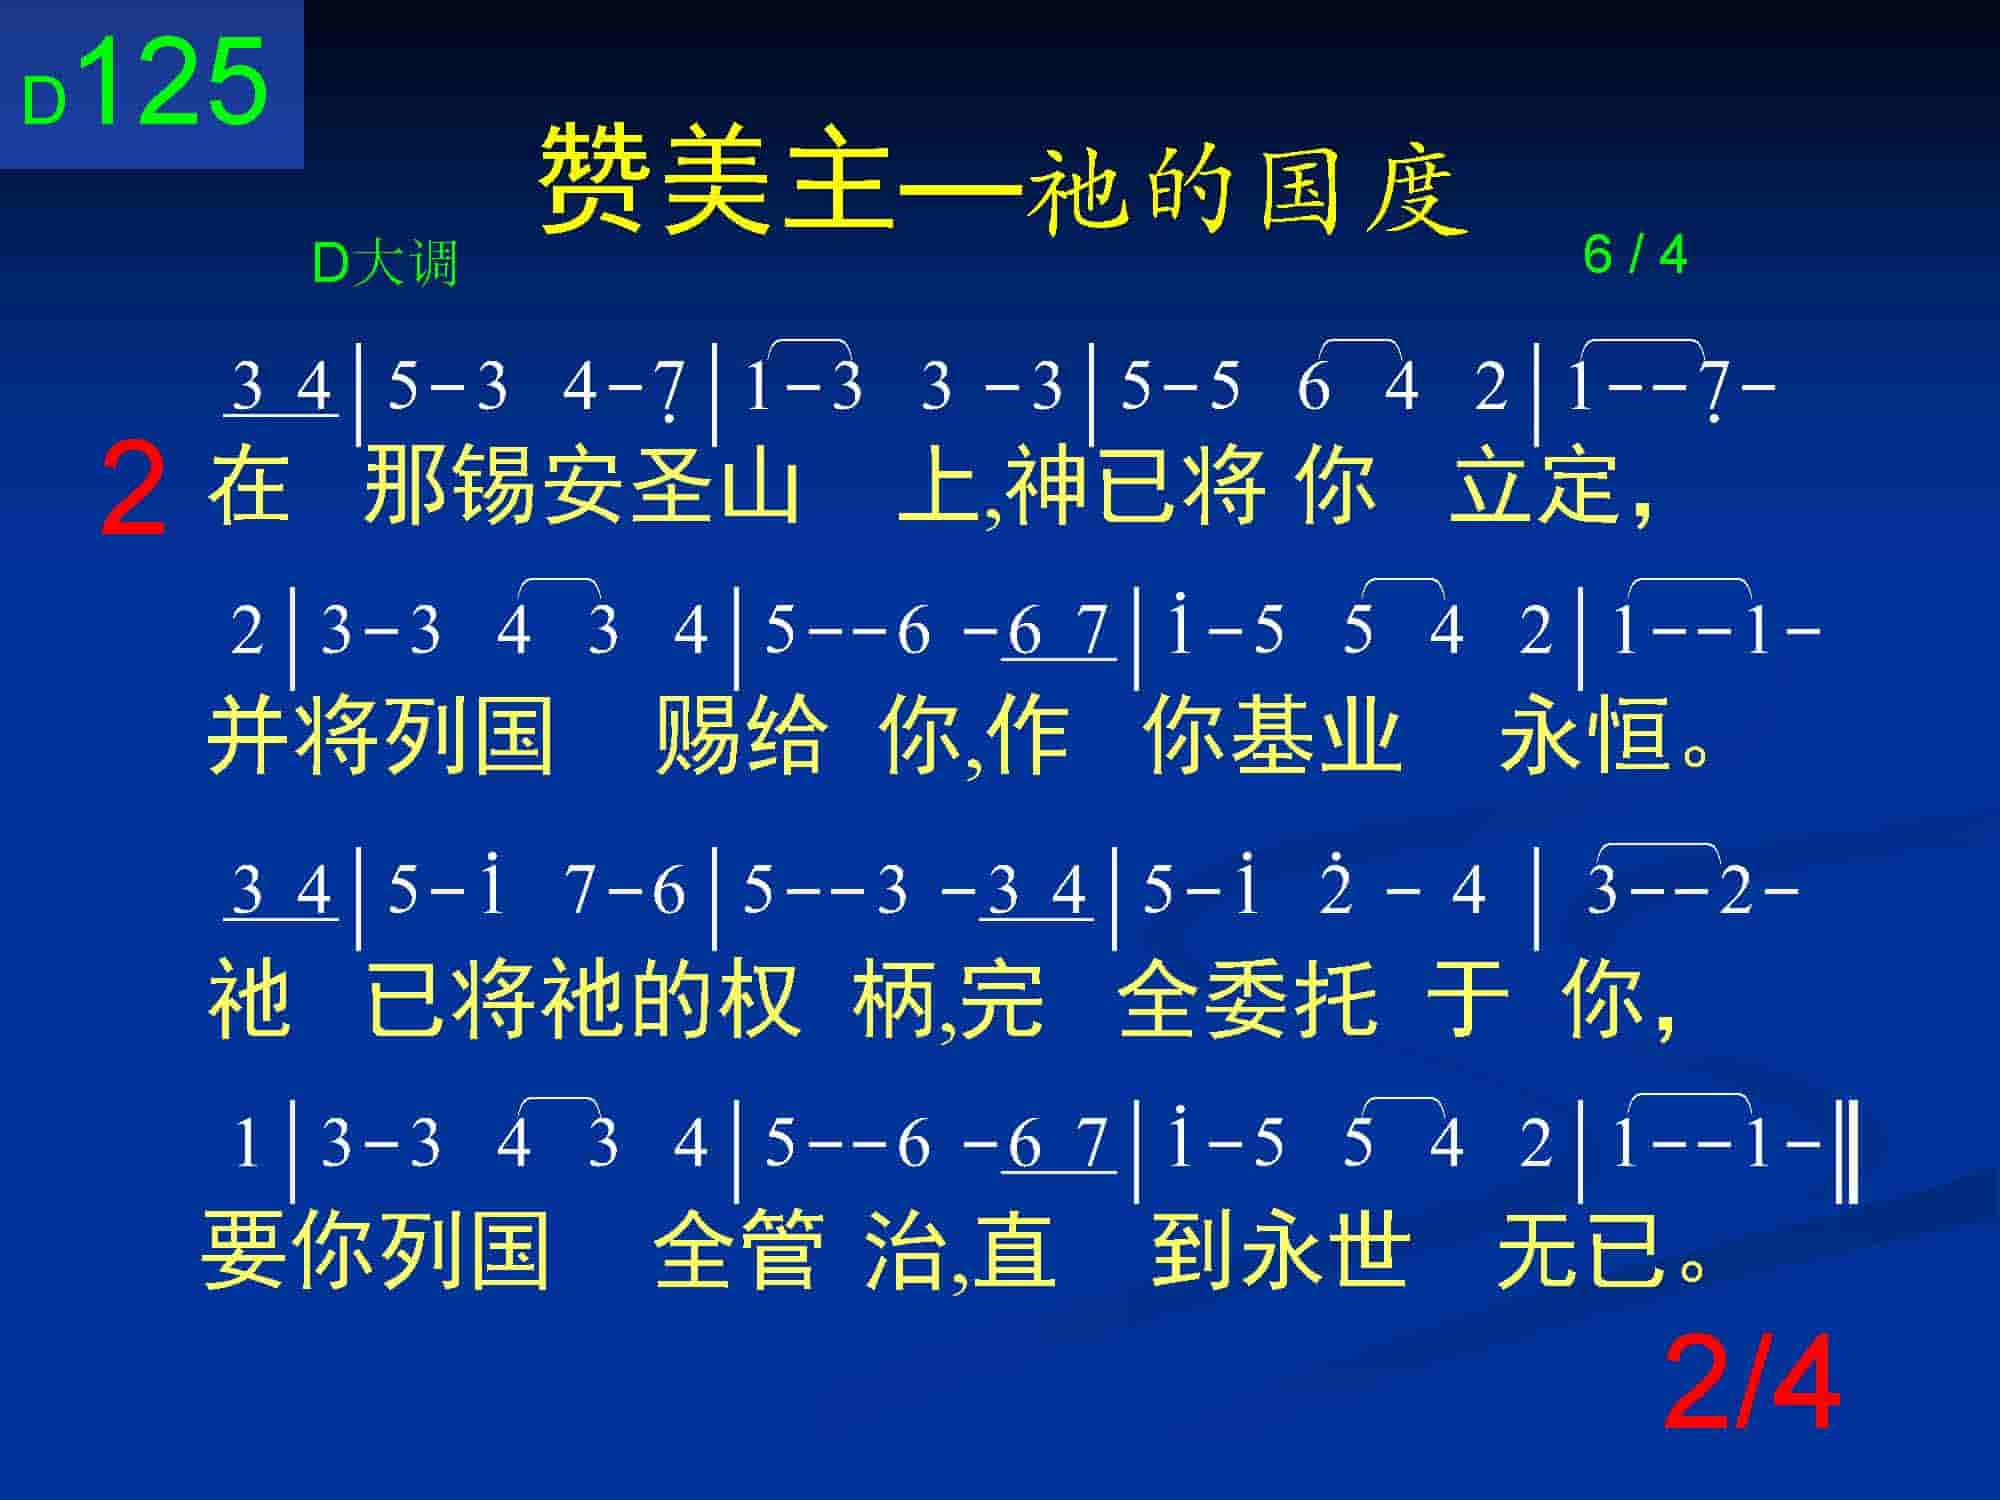 D125
赞美主—祂的国度
D大调 6 / 4
3 4 | 5-3 4-7̣ | 1-3 3 -3 | 5-5 6 4 2 | 1--7̣-
2 在 那锡安圣山 上,神已将 你 立定，
2 | 3-3 4 3 4 | 5--6 -6 7 | 1̇-5 5 4 2 | 1--1-
并将列国 赐给 你,作 你基业 永恒。
3 4 | 5-1̇ 7-6 | 5--3 -3 4 | 5-1̇ 2̇ - 4 | 3--2-
祂 已将祂的权 柄,完 全委托 于 你，
1 | 3-3 4 3 4 | 5--6 -6 7 | 1̇-5 5 4 2 | 1--1-‖
要你列国 全管 治,直 到永世 无已。
2/4